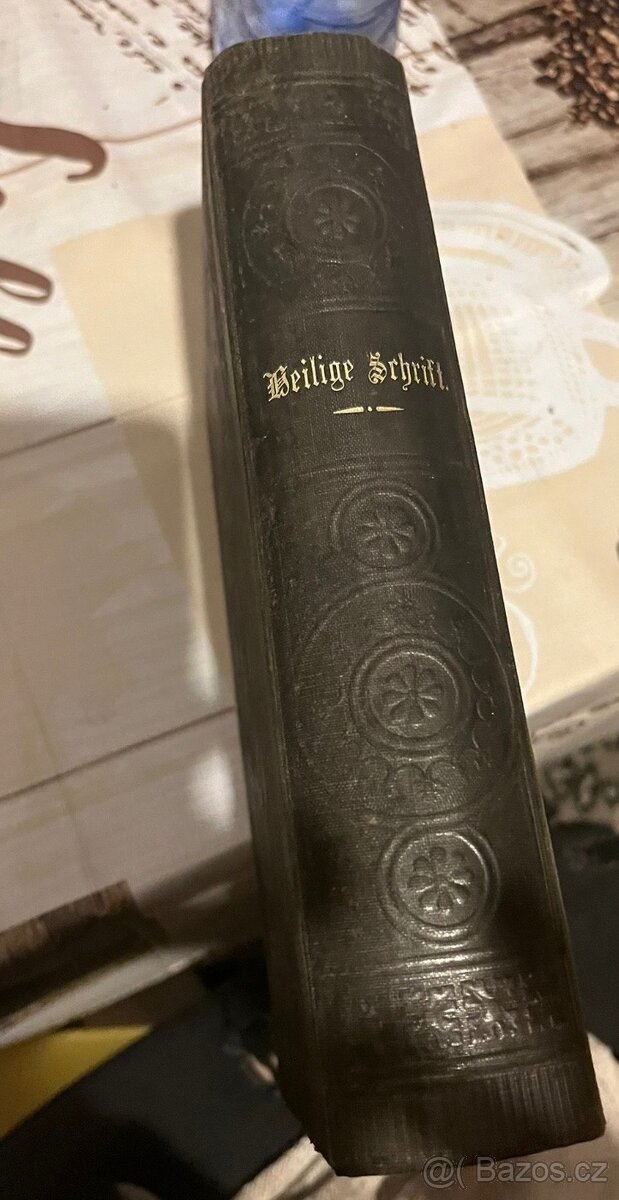 Heilige Schrift.
@( Bazos.cz